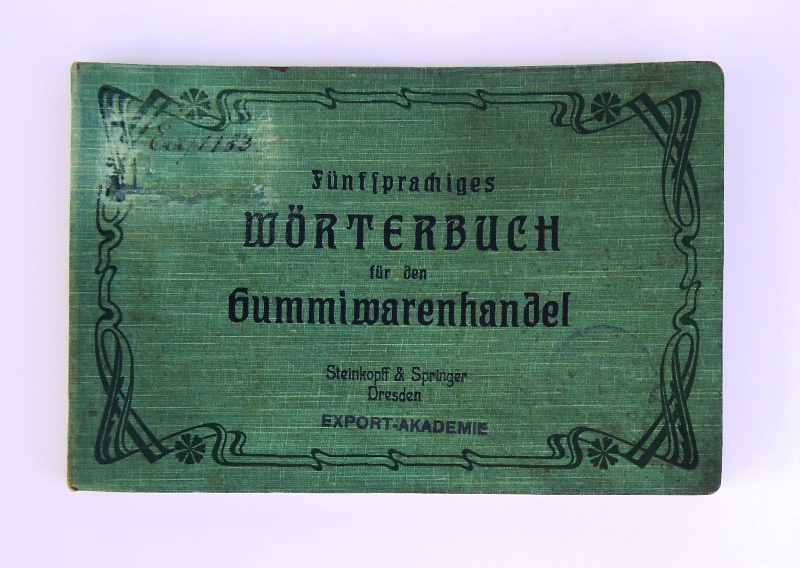 Fünfsprachiges
WÖRTERBUCH
für den
Gummiwarenhandel
Steinkopff & Springer
Dresden
EXPORT-AKADEMIE